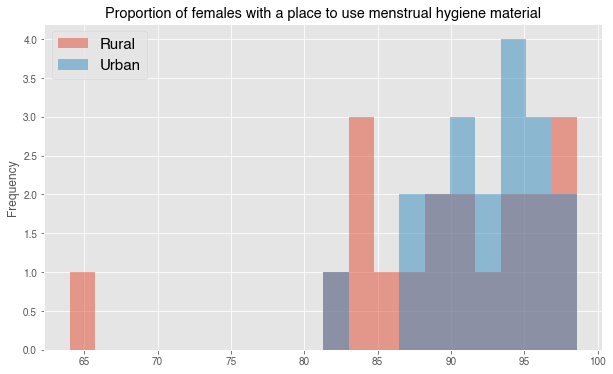 Proportion of females with a place to use menstrual hygiene material
Rural
Urban
Frequency
4.0
3.5
3.0
2.5
2.0
1.5
1.0
0.5
0.0
65 70 75 80 85 90 95 100